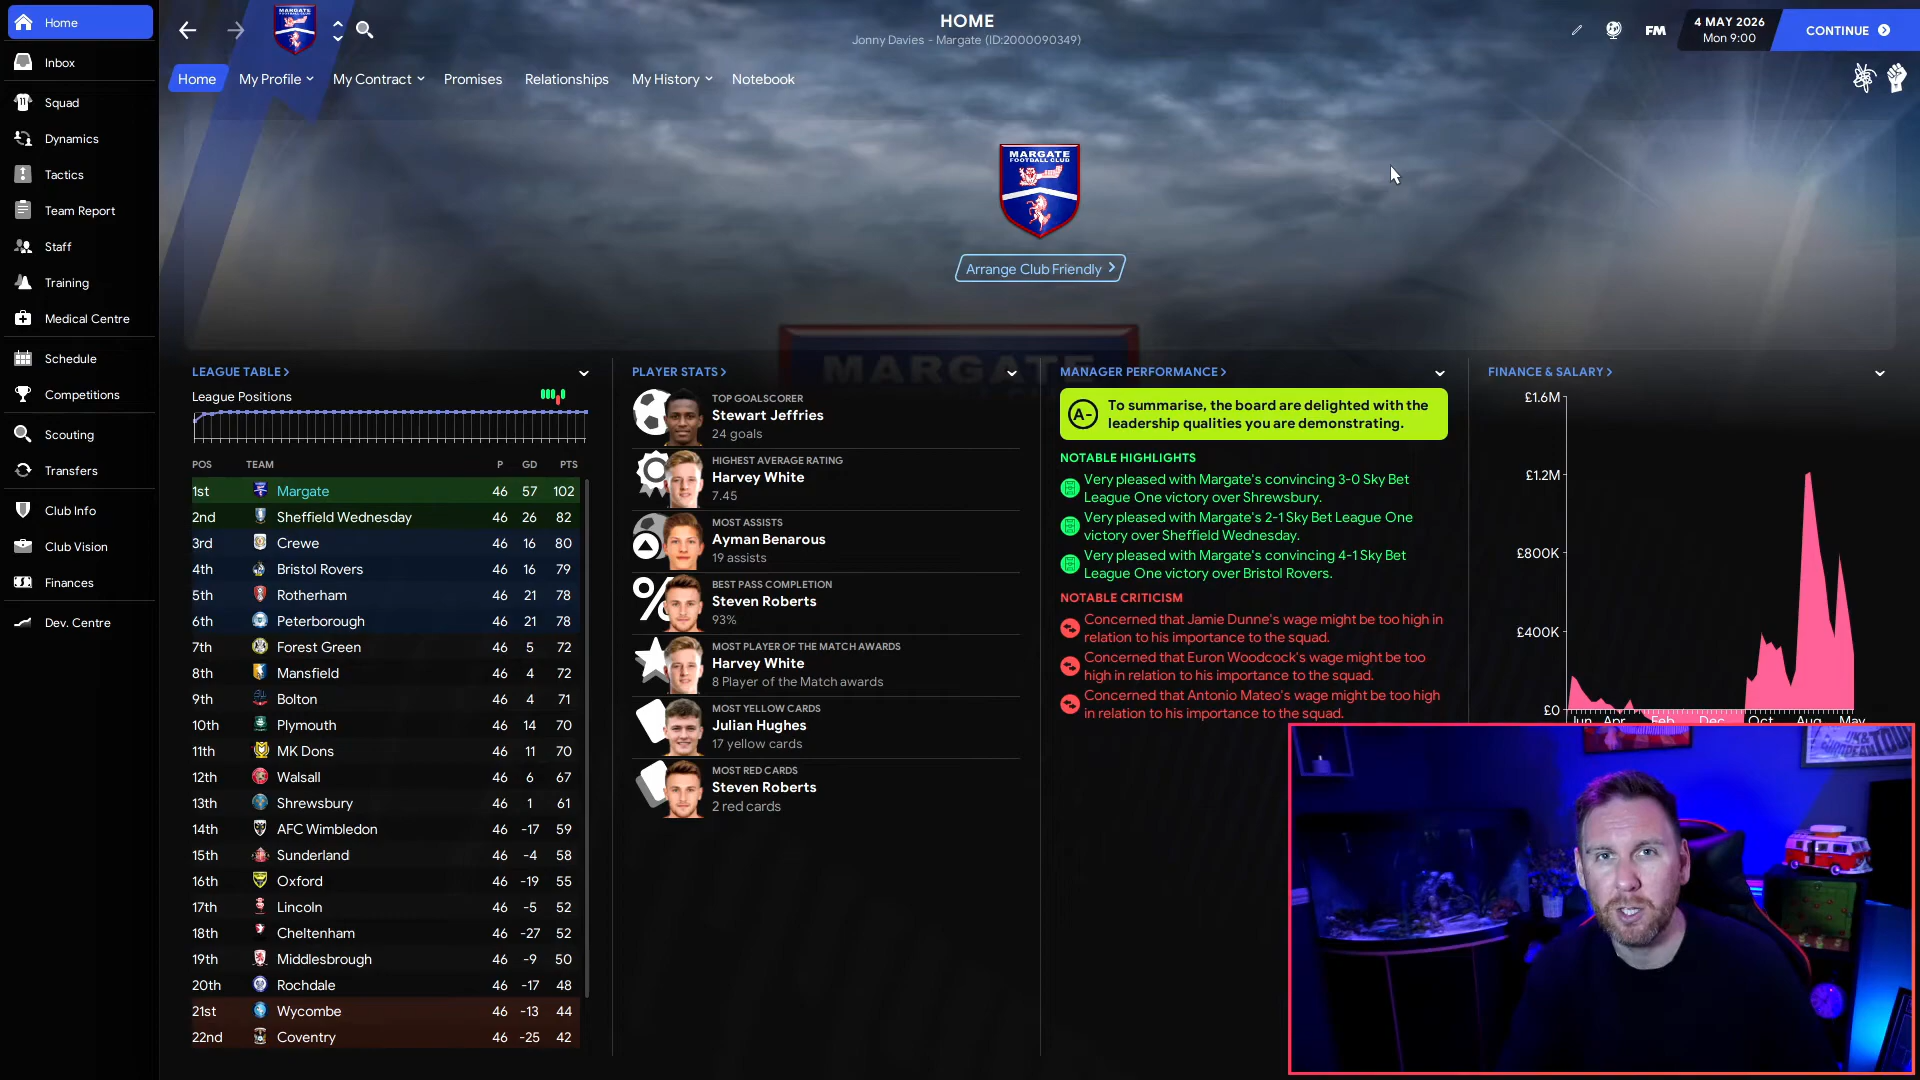 Home
Inbox
Squad
Dynamics
Tactics
Team Report
Staff
Training
Medical Centre
Schedule
Competitions
Scouting
Transfers
Club Info
Club Vision
Finances
Dev. Centre
HOME
Jonny Davies - Margate (ID:2000090349)
FM
4 MAY 2026
Mon 9:00
CONTINUE
Home My Profile My Contract Promises Relationships My History Notebook
MARGATE
FOOTBALL CLUB
Arrange Club Friendly >
MARGATE
LEAGUE TABLE >
League Positions
POS TEAM P GD PTS
1st Margate 46 57 102
2nd Sheffield Wednesday 46 26 82
3rd Crewe 46 16 80
4th Bristol Rovers 46 16 79
5th Rotherham 46 21 78
6th Peterborough 46 21 78
7th Forest Green 46 5 72
8th Mansfield 46 4 72
9th Bolton 46 4 71
10th Plymouth 46 14 70
11th MK Dons 46 11 70
12th Walsall 46 6 67
13th Shrewsbury 46 1 61
14th AFC Wimbledon 46 -17 59
15th Sunderland 46 -4 58
16th Oxford 46 -19 55
17th Lincoln 46 -5 52
18th Cheltenham 46 -27 52
19th Middlesbrough 46 -9 50
20th Rochdale 46 -17 48
21st Wycombe 46 -13 44
22nd Coventry 46 -25 42
PLAYER STATS >
TOP GOALSCORER
Stewart Jeffries
24 goals
HIGHEST AVERAGE RATING
Harvey White
7.45
MOST ASSISTS
Ayman Benarous
19 assists
BEST PASS COMPLETION
Steven Roberts
93%
MOST PLAYER OF THE MATCH AWARDS
Harvey White
8 Player of the Match awards
MOST YELLOW CARDS
Julian Hughes
17 yellow cards
MOST RED CARDS
Steven Roberts
2 red cards
MANAGER PERFORMANCE >
A-
To summarise, the board are delighted with the
leadership qualities you are demonstrating.
NOTABLE HIGHLIGHTS
Very pleased with Margate's convincing 3-0 Sky Bet
League One victory over Shrewsbury.
Very pleased with Margate's 2-1 Sky Bet League One
victory over Sheffield Wednesday.
Very pleased with Margate's convincing 4-1 Sky Bet
League One victory over Bristol Rovers.
NOTABLE CRITICISM
Concerned that Jamie Dunne's wage might be too high in
relation to his importance to the squad.
Concerned that Euron Woodcock's wage might be too
high in relation to his importance to the squad.
Concerned that Antonio Mateo's wage might be too high
in relation to his importance to the squad.
FINANCE & SALARY >
£1.6M
£1.2M
£800K
£400K
£0
Jun Apr Feb Dec Oct Aug May
EUROPEAN TOUR